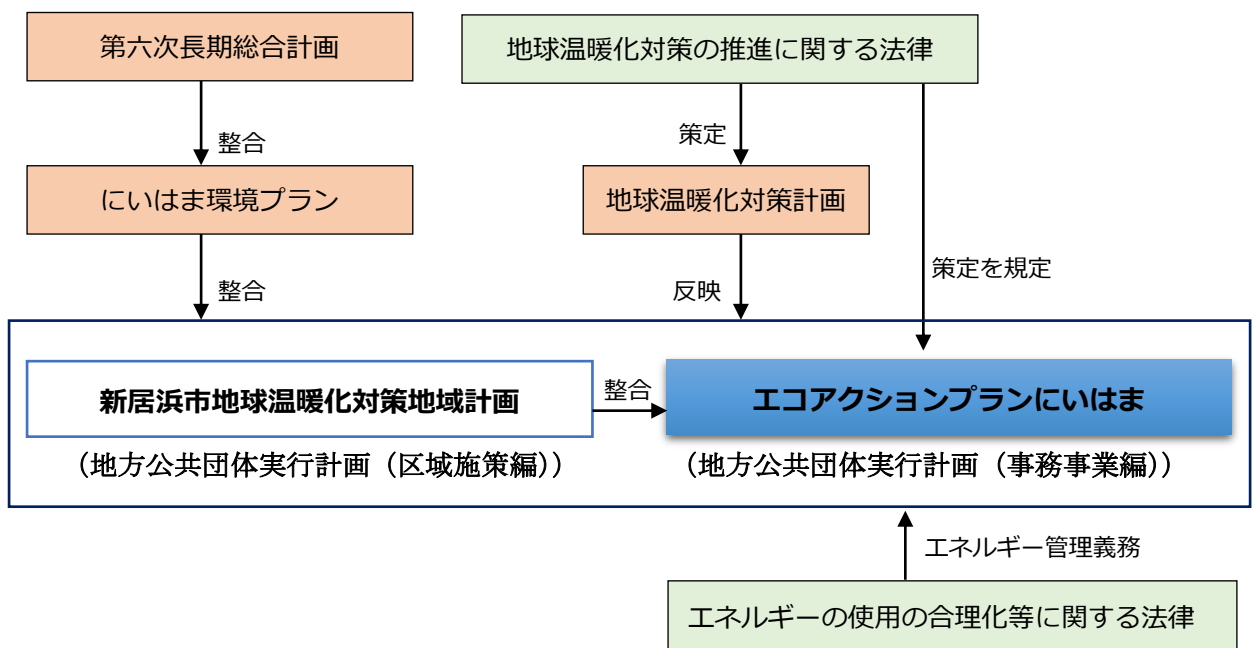 第六次長期総合計画
地球温暖化対策の推進に関する法律
整合
策定
にいはま環境プラン
地球温暖化対策計画
整合
反映
策定を規定
新居浜市地球温暖化対策地域計画
整合
エコアクションプランにいはま
（地方公共団体実行計画（区域施策編））
（地方公共団体実行計画（事務事業編））
エネルギー管理義務
エネルギーの使用の合理化等に関する法律